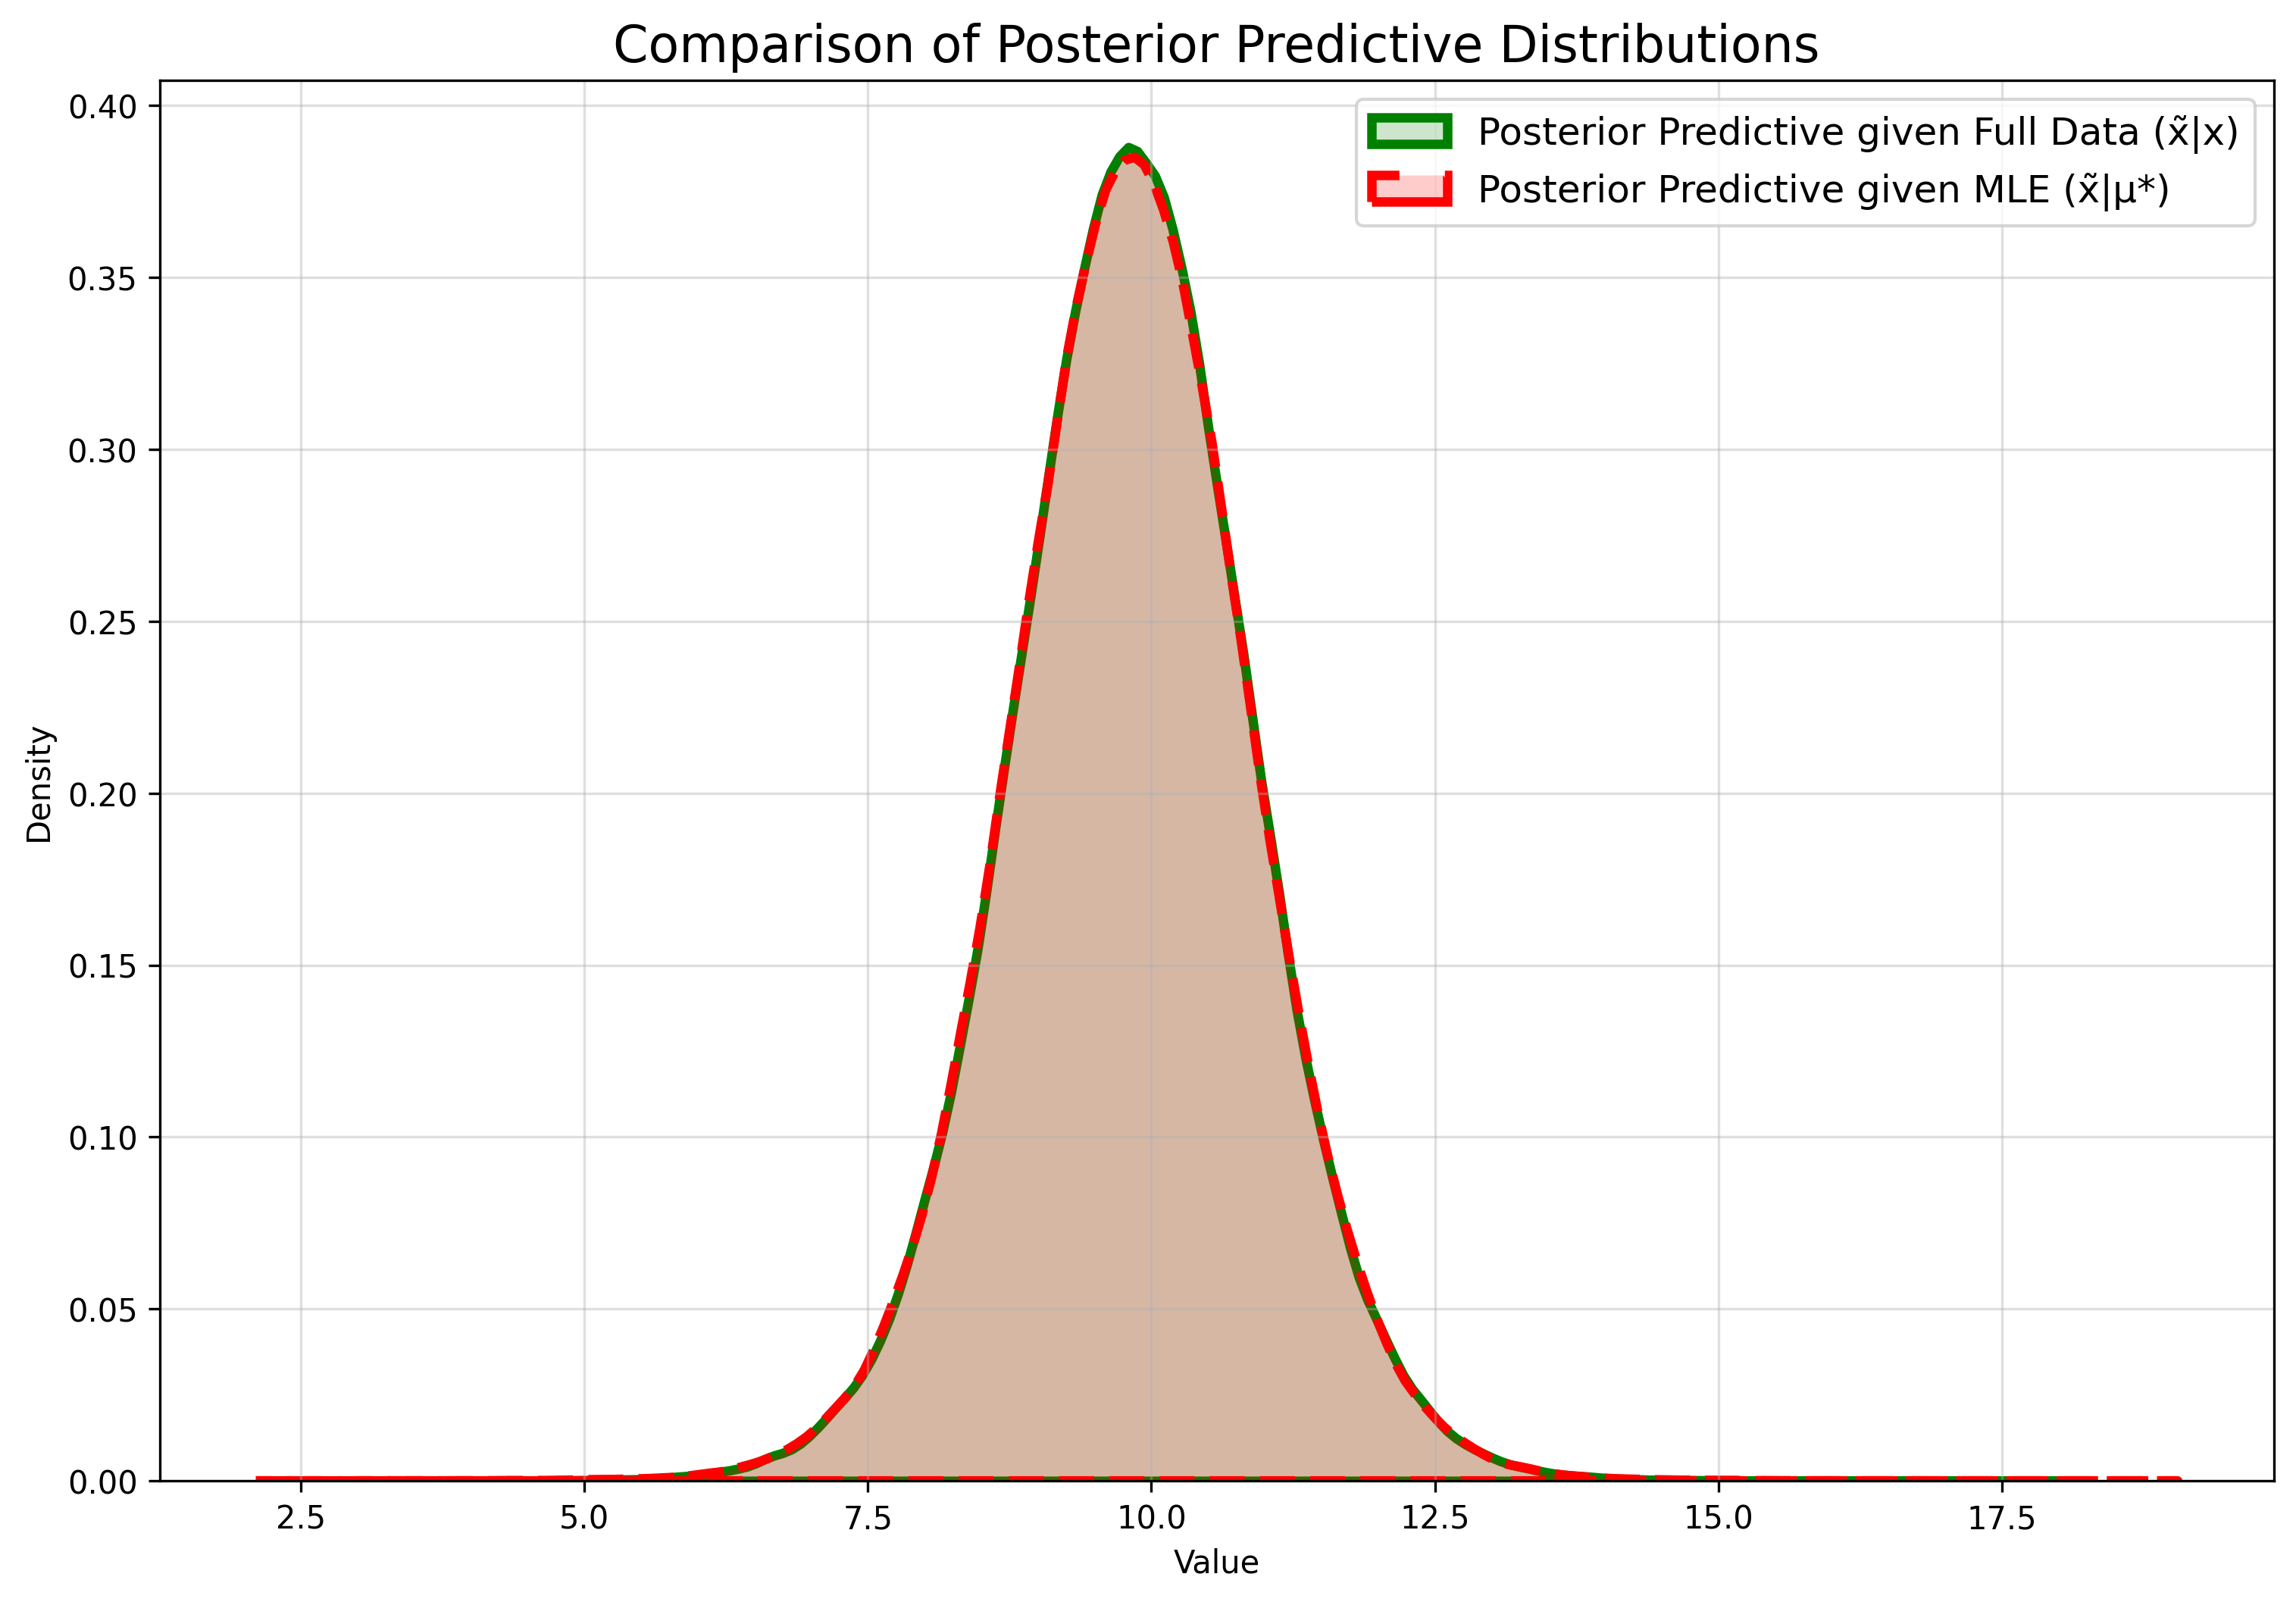 Comparison of Posterior Predictive Distributions
Posterior Predictive given Full Data (x̃|x)
Posterior Predictive given MLE (x̃|μ*)
Density
0.40
0.35
0.30
0.25
0.20
0.15
0.10
0.05
0.00
2.5 5.0 7.5 10.0 12.5 15.0 17.5
Value